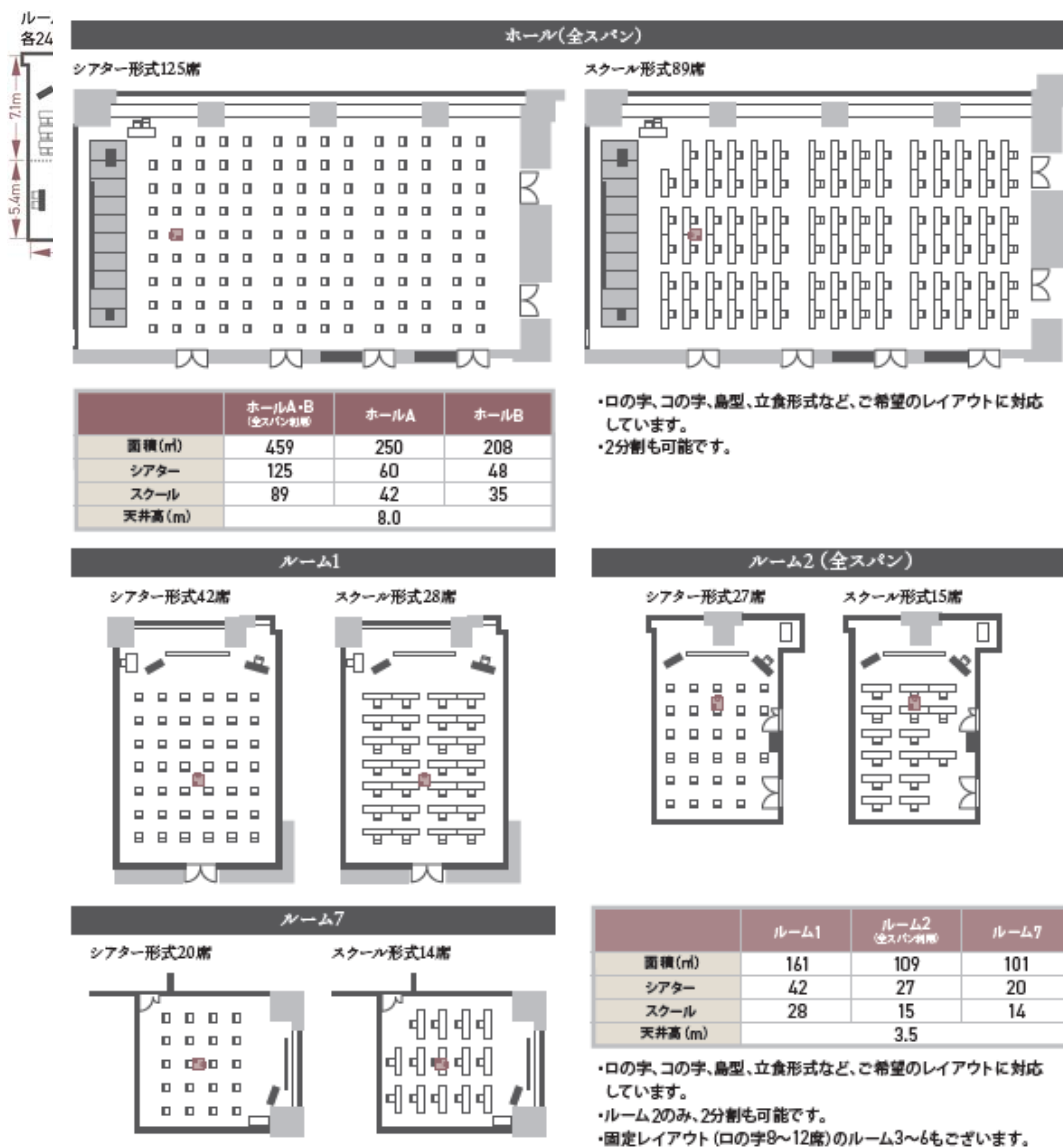 ルーム
各24
7.1m
5.4m
ホール(全スパン)
シアター形式125席
スクール形式89席
ホールA・B
(全スパン利用)
ホールA
ホールB
面積(㎡) 459 250 208
シアター 125 60 48
スクール 89 42 35
天井高(m) 8.0
・ロの字、コの字、島型、立食形式など、ご希望のレイアウトに対応
しています。
・2分割も可能です。
ルーム1
シアター形式42席
スクール形式28席
ルーム2(全スパン)
シアター形式27席
スクール形式15席
ルーム7
シアター形式20席
スクール形式14席
ルーム1
ルーム2
(全スパン利用)
ルーム7
面積(㎡) 161 109 101
シアター 42 27 20
スクール 28 15 14
天井高(m) 3.5
・ロの字、コの字、島型、立食形式など、ご希望のレイアウトに対応
しています。
・ルーム2のみ、2分割も可能です。
・固定レイアウト(ロの字8〜12席)のルーム3〜6もございます。